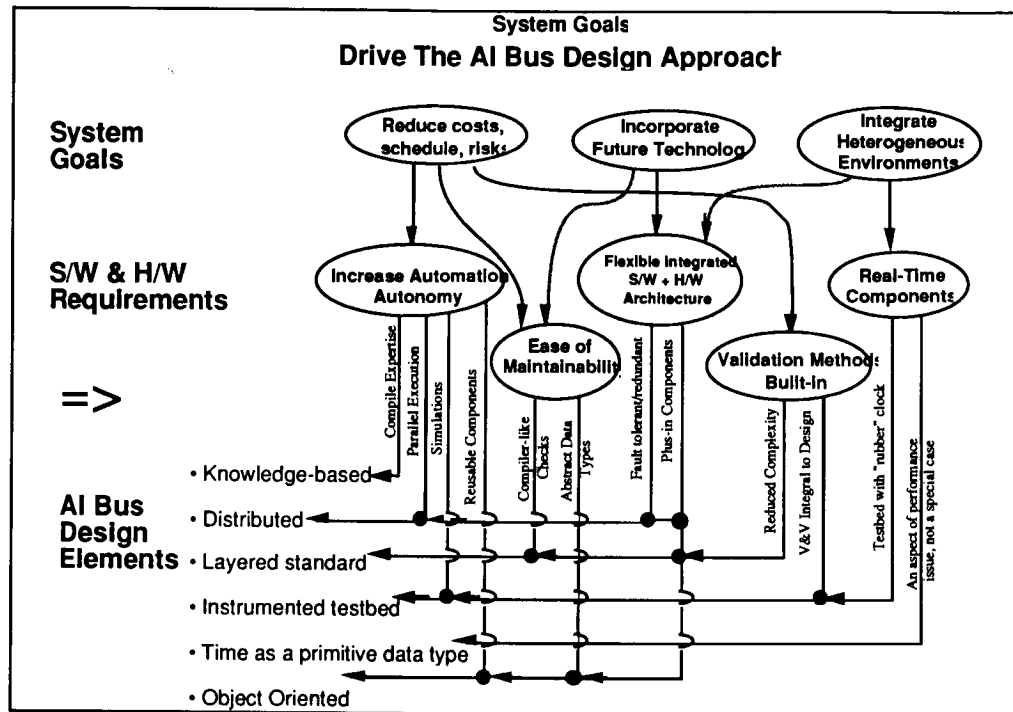 System Goals
Drive The AI Bus Design Approach
System
Goals
Reduce costs,
schedule, risks
Incorporate
Future Technolog
Integrate
Heterogeneous
Environments
S/W & H/W
Requirements
Increase Automation
Autonomy
Flexible Integrated
S/W + H/W
Architecture
Real-Time
Components
Ease of
Maintainabilit
Validation Methods
Built-in
=>
Compile Expertise
Parallel Execution
Simulations
Reusable Components
Compiler-like
Checks
Abstract Data
Types
Fault tolerant/redundant
Plus-in Components
Reduced Complexity
V&V Integral to Design
Testbed with "rubber" clock
An aspect of performance
issue, not a special case
AI Bus
Design
Elements
• Knowledge-based
• Distributed
• Layered standard
• Instrumented testbed
• Time as a primitive data type
• Object Oriented